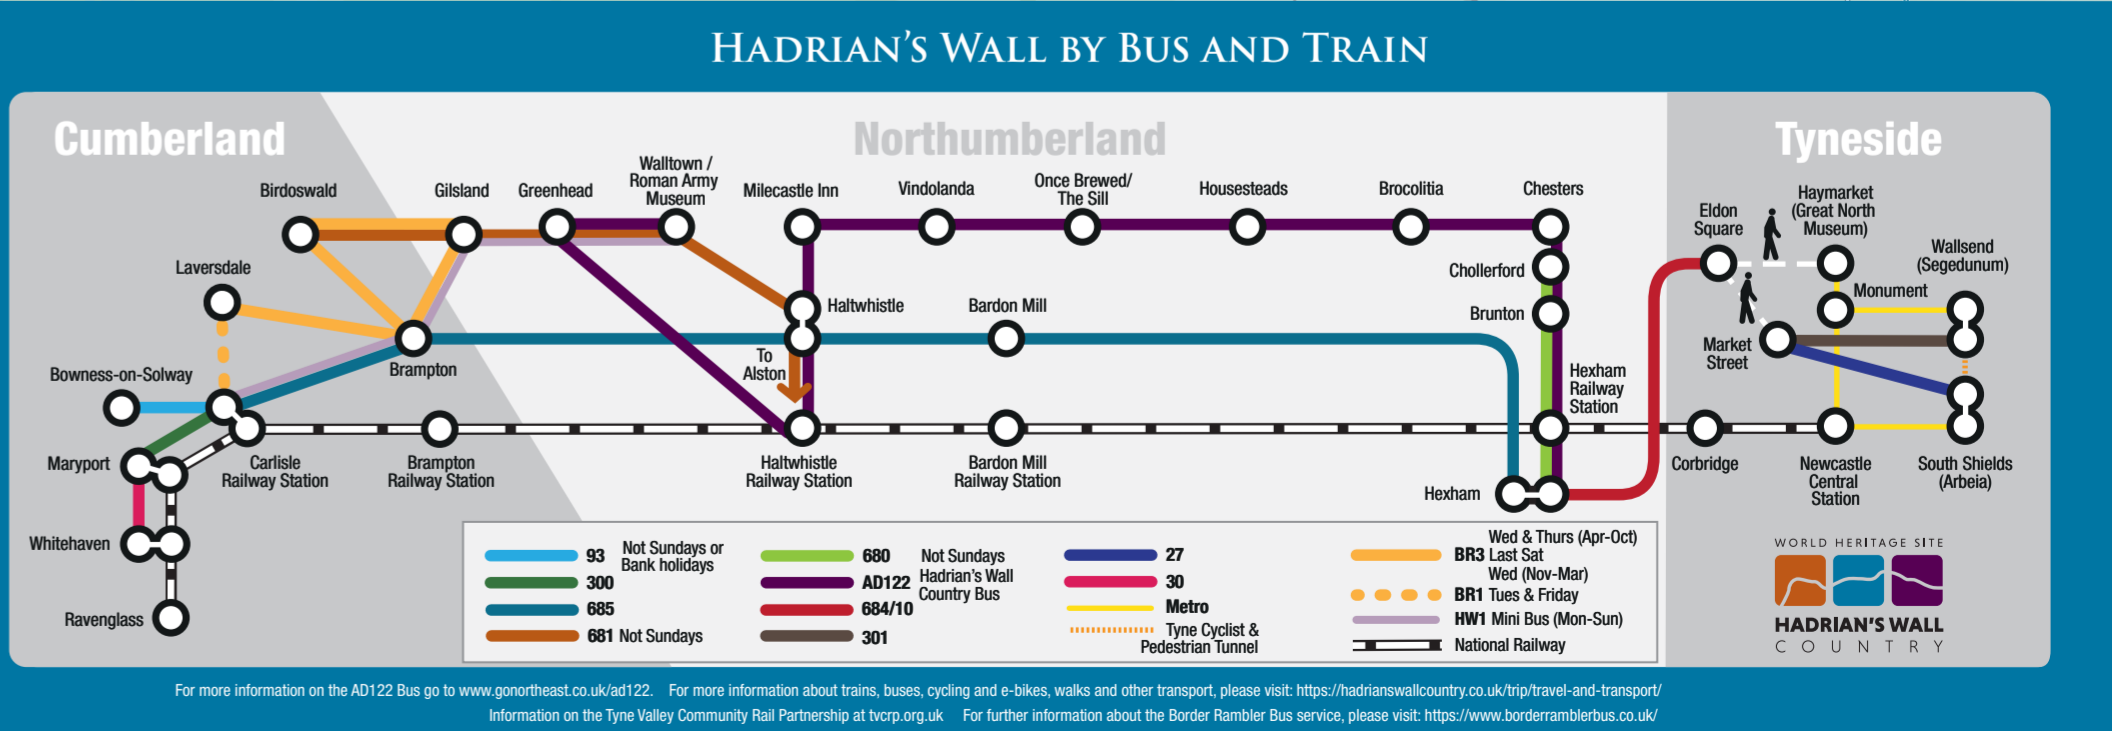 HADRIAN'S WALL BY BUS AND TRAIN
Cumberland
Northumberland
Tyneside
Birdoswald
Gilsland
Greenhead
Walltown /
Roman Army
Museum
Milecastle Inn
Vindolanda
Once Brewed/
The Sill
Housesteads
Brocolitia
Chesters
Eldon
Square
Haymarket
(Great North
Museum)
Wallsend
(Segedunum)
Laversdale
Chollerford
Haltwhistle
Bardon Mill
Monument
Brunton
Market
Street
To
Alston
Brampton
Bowness-on-Solway
Hexham
Railway
Station
Maryport
Carlisle
Railway Station
Brampton
Railway Station
Haltwhistle
Railway Station
Bardon Mill
Railway Station
Corbridge
Newcastle
Central
Station
South Shields
(Arbeia)
Hexham
Whitehaven
Ravenglass
93 Not Sundays or
Bank holidays
300
685
681 Not Sundays
680 Not Sundays
AD122 Hadrian's Wall
Country Bus
684/10
301
27
30
Metro
Tyne Cyclist &
Pedestrian Tunnel
Wed & Thurs (Apr-Oct)
BR3 Last Sat
Wed (Nov-Mar)
BR1 Tues & Friday
HW1 Mini Bus (Mon-Sun)
National Railway
WORLD HERITAGE SITE
HADRIAN'S WALL
COUNTRY
For more information on the AD122 Bus go to www.gonortheast.co.uk/ad122. For more information about trains, buses, cycling and e-bikes, walks and other transport, please visit: https://hadrianswallcountry.co.uk/trip/travel-and-transport/
Information on the Tyne Valley Community Rail Partnership at tvcrp.org.uk For further information about the Border Rambler Bus service, please visit: https://www.borderramblerbus.co.uk/